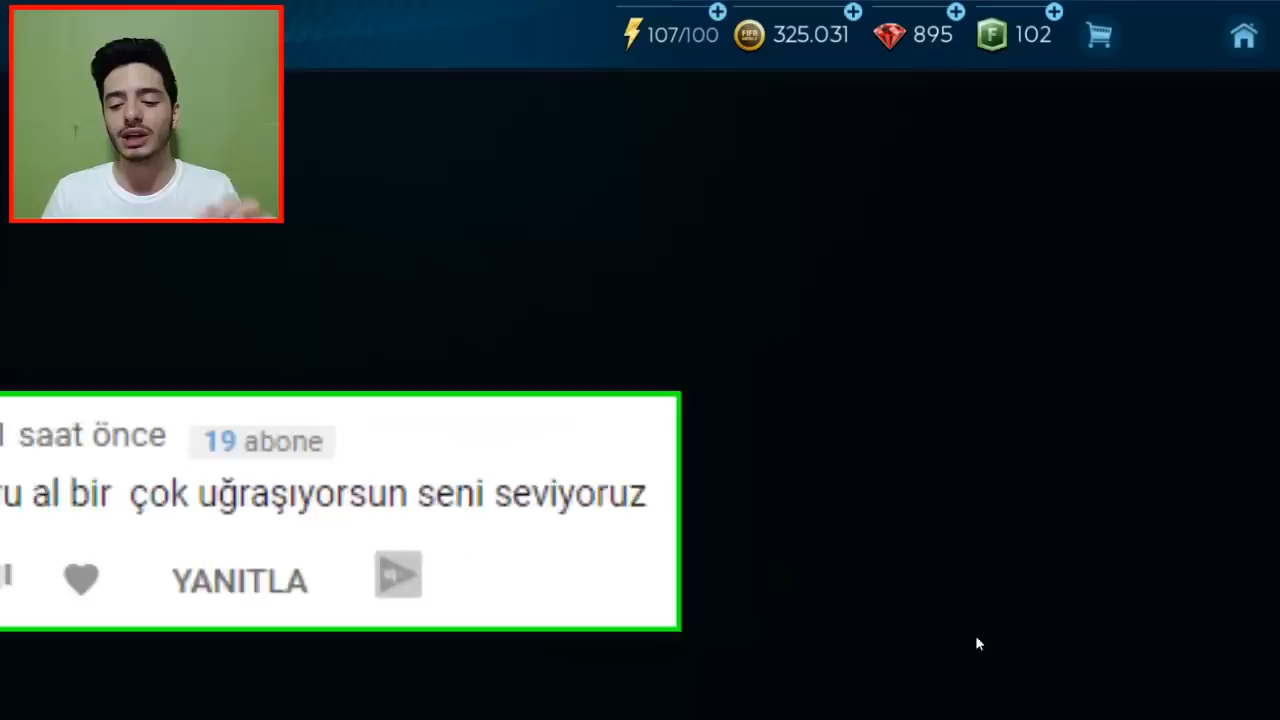 107/100 325.031 895 102
saat önce 19 abone
al bir çok uğraşıyorsun seni seviyoruz
YANITLA